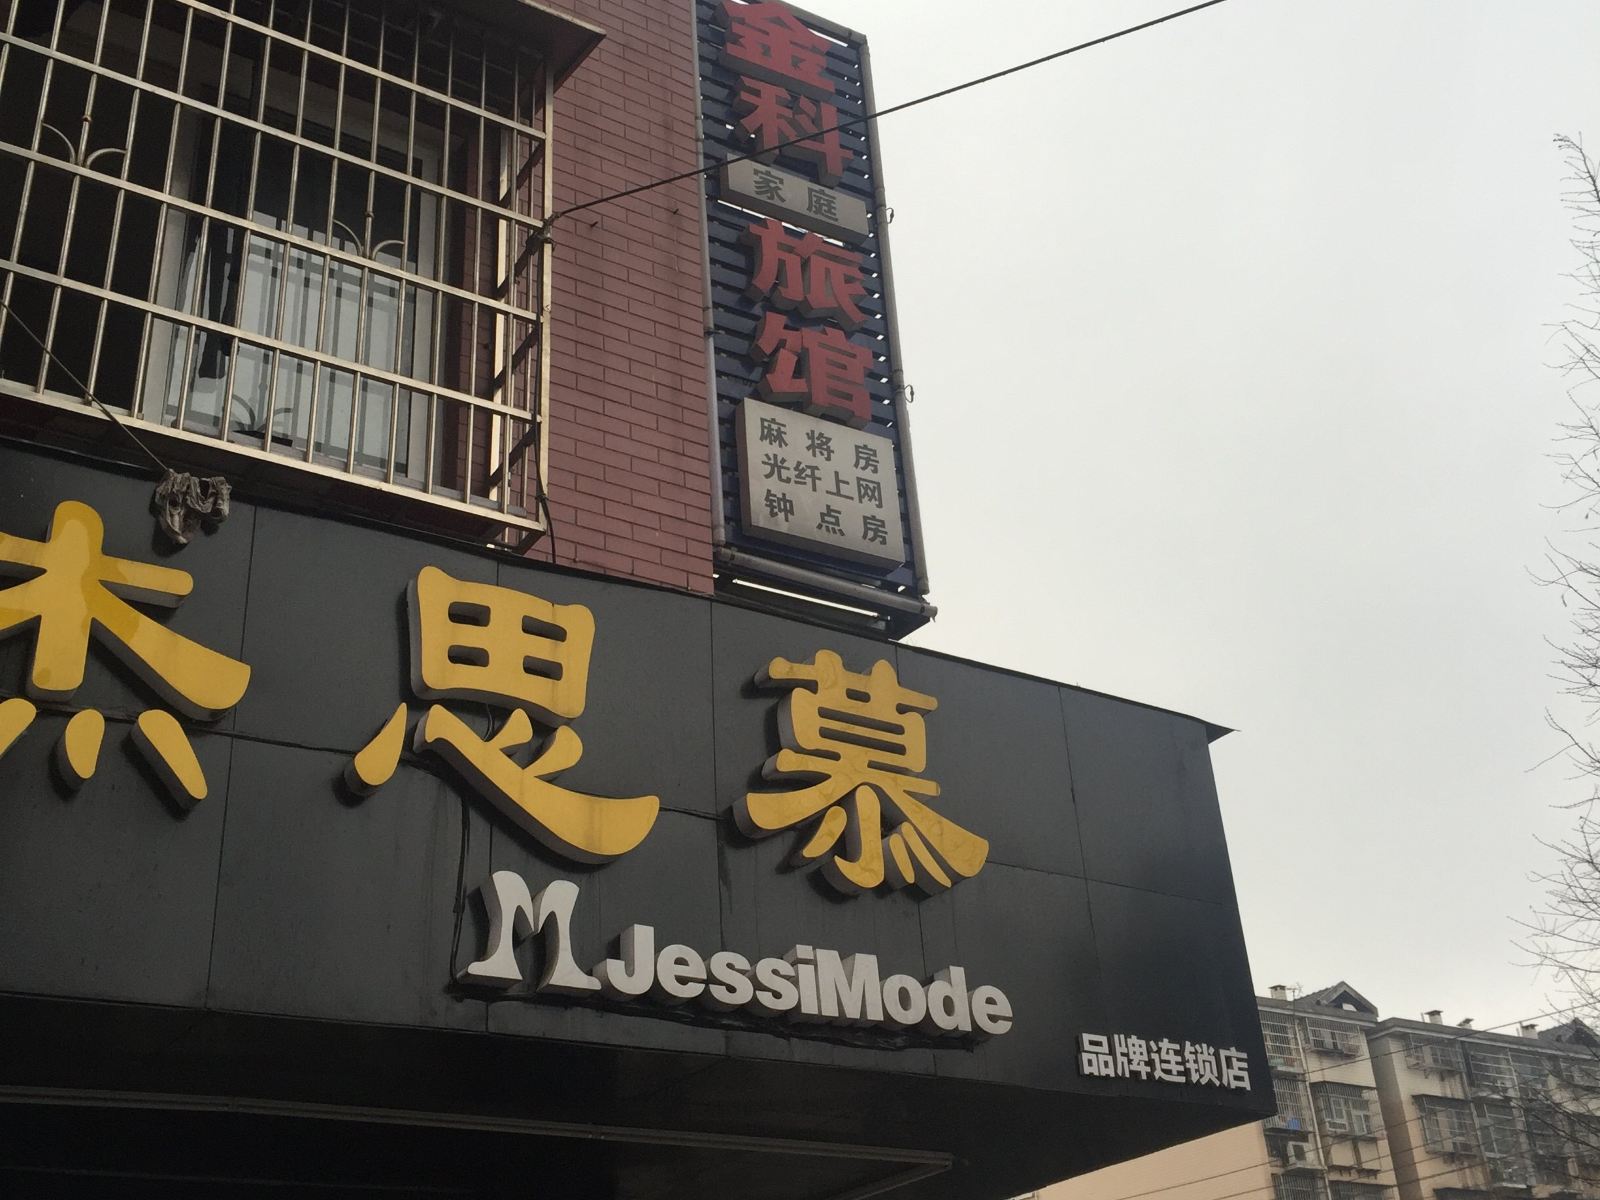 金科
家庭
旅馆
麻将房
光纤上网
钟点房
杰思慕
M JessiMode
品牌连锁店